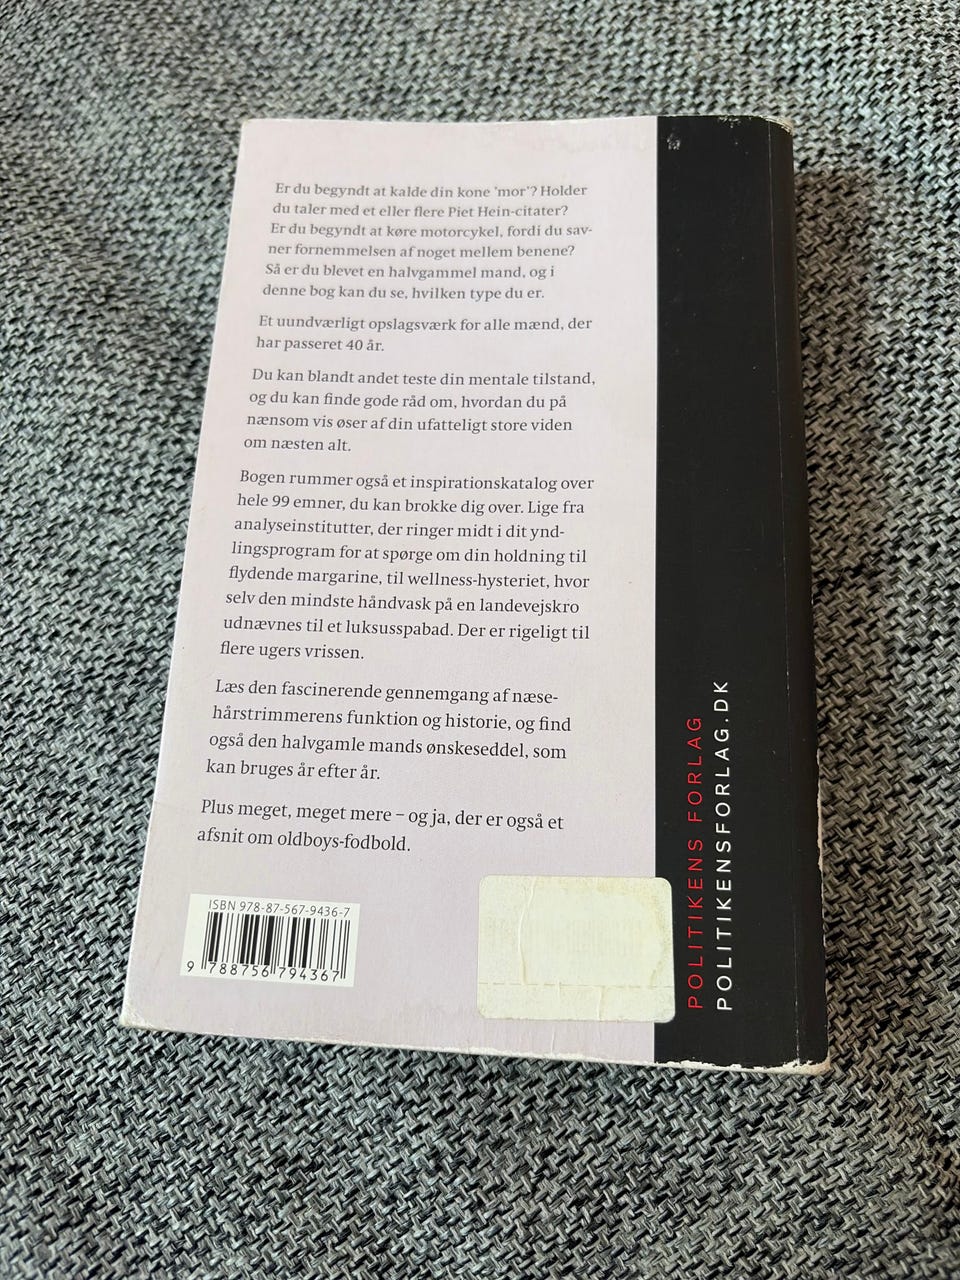 Er du begyndt at kalde din kone 'mor'? Holder
du taler med et eller flere Piet Hein-citater?
Er du begyndt at køre motorcykel, fordi du sav-
ner fornemmelsen af noget mellem benene?
Så er du blevet en halvgammel mand, og i
denne bog kan du se, hvilken type du er.
Et uundværligt opslagsværk for alle mænd, der
har passeret 40 år.
Du kan blandt andet teste din mentale tilstand,
og du kan finde gode råd om, hvordan du på
nænsom vis øser af din ufatteligt store viden
om næsten alt.
Bogen rummer også et inspirationskatalog over
hele 99 emner, du kan brokke dig over. Lige fra
analyseinstitutter, der ringer midt i dit ynd-
lingsprogram for at spørge om din holdning til
flydende margarine, til wellness-hysteriet, hvor
selv den mindste håndvask på en landevejskro
udnævnes til et luksusspabad. Der er rigeligt til
flere ugers vrissen.
Læs den fascinerende gennemgang af næse-
hårstrimmerens funktion og historie, og find
også den halvgamle mands ønskeseddel, som
kan bruges år efter år.
Plus meget, meget mere – og ja, der er også et
afsnit om oldboys-fodbold.
ISBN 978-87-567-9436-7
9 788756 794367
POLITIKENS FORLAG
POLITIKENSFORLAG.DK